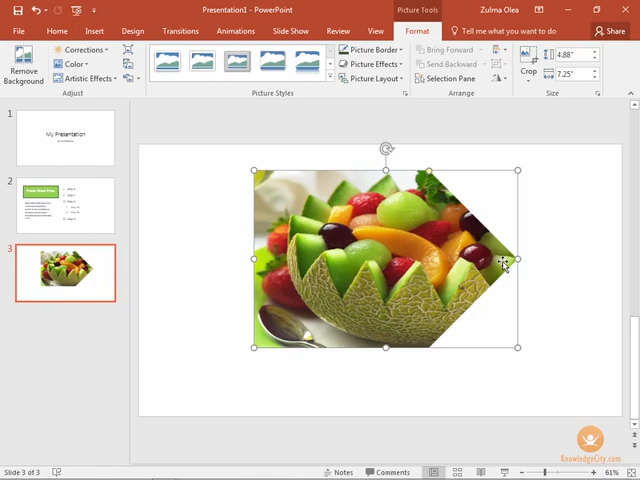 Presentation1 - PowerPoint
Picture Tools
Zulma Olea
File Home Insert Design Transitions Animations Slide Show Review View Format Tell me what you want to do Share
Remove Background
Corrections
Color
Artistic Effects
Adjust
Picture Styles
Picture Border
Picture Effects
Picture Layout
Bring Forward
Send Backward
Selection Pane
Arrange
Crop
4.88"
7.25"
Size
1
My Presentation
2
3
KnowledgeCity.com
Slide 3 of 3
Notes
Comments
61%